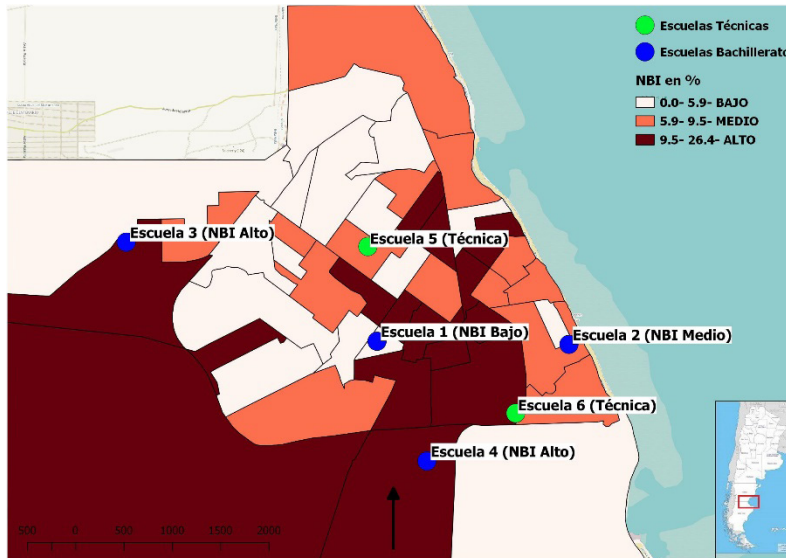 Escuelas Técnicas
Escuelas Bachillerato
NBI en %
0.0- 5.9- BAJO
5.9- 9.5- MEDIO
9.5- 26.4- ALTO
Escuela 3 (NBI Alto)
Escuela 5 (Técnica)
Escuela 1 (NBI Bajo)
Escuela 2 (NBI Medio)
Escuela 6 (Técnica)
Escuela 4 (NBI Alto)
500 0 500 1000 1500 2000